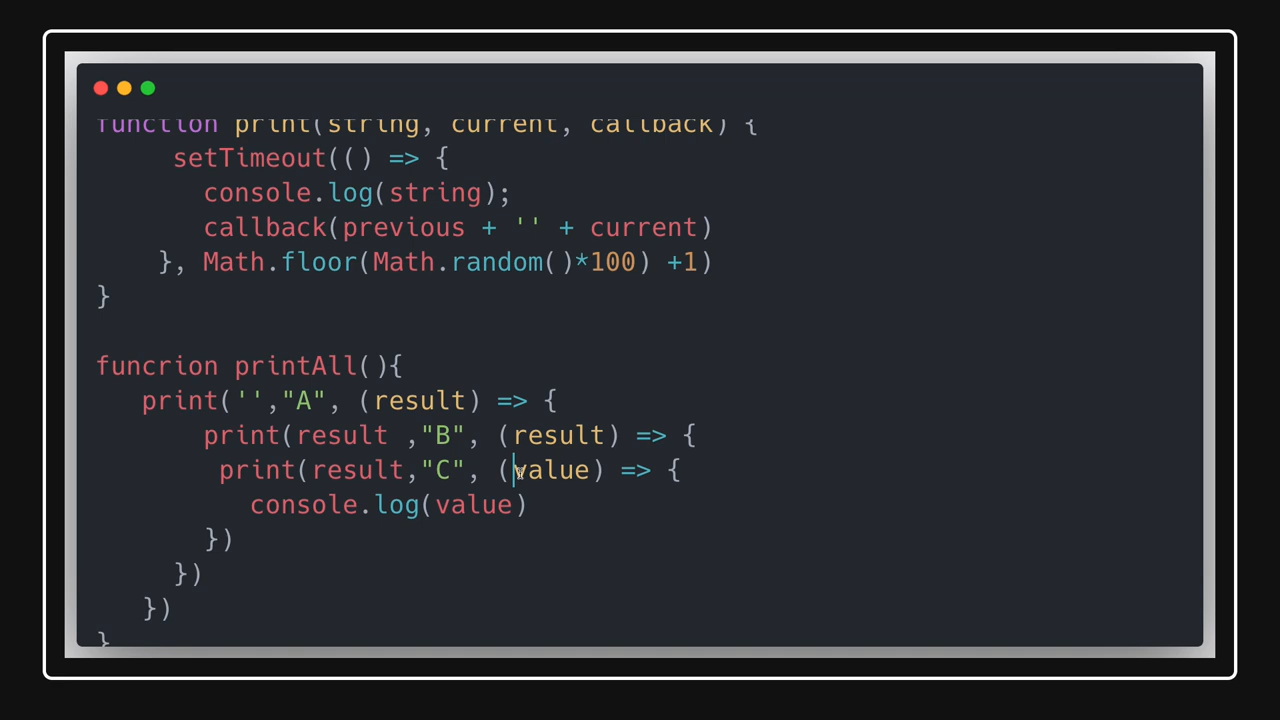 function print(string, current, callback) {
setTimeout(() => {
console.log(string);
callback(previous + '' + current)
}, Math.floor(Math.random()*100) +1)
}
funcrion printAll(){
print('',"A", (result) => {
print(result ,"B", (result) => {
print(result,"C", (value) => {
console.log(value)
})
})
})
}